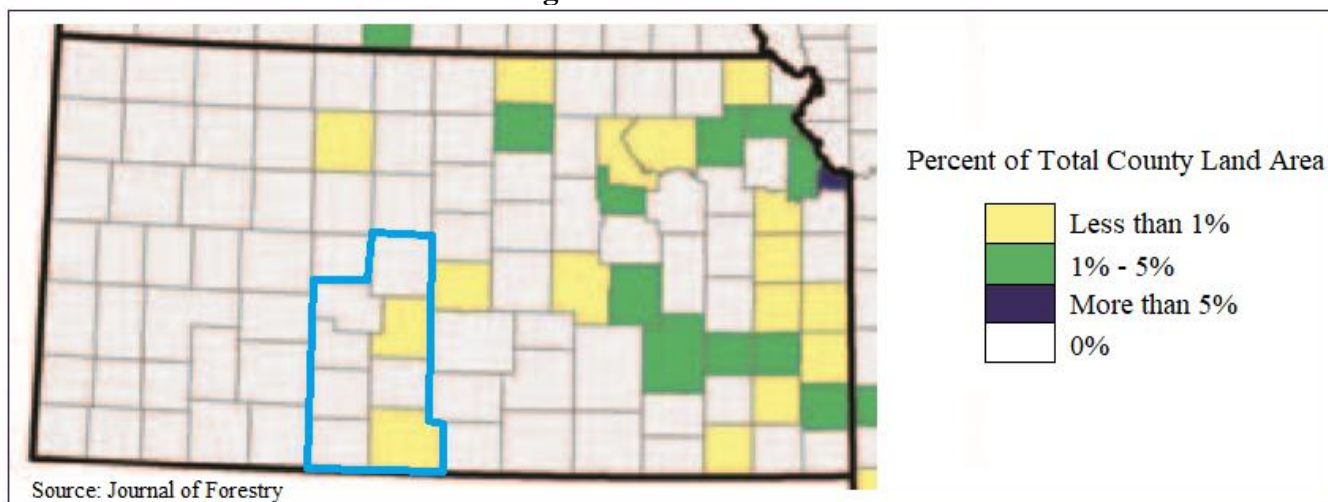 Percent of Total County Land Area
Less than 1%
1% - 5%
More than 5%
0%
Source: Journal of Forestry